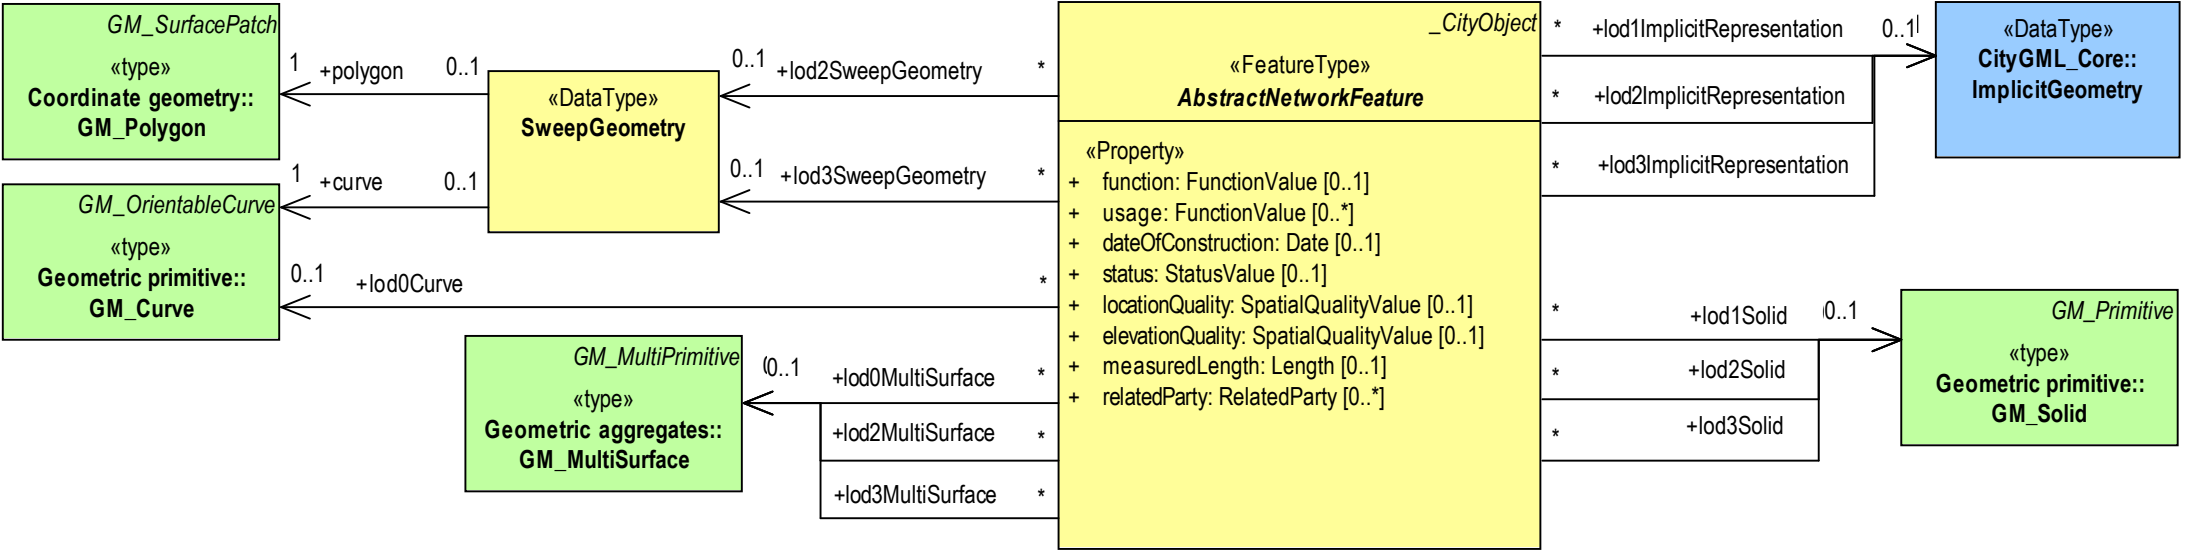 GM_SurfacePatch
«type»
Coordinate geometry::
GM_Polygon
1
+polygon
0..1
GM_OrientableCurve
«type»
Geometric primitive::
GM_Curve
1
+curve
0..1
«DataType»
SweepGeometry
0..1
+lod2SweepGeometry
*
0..1
+lod3SweepGeometry
*
0..1
+lod0Curve
*
GM_MultiPrimitive
«type»
Geometric aggregates::
GM_MultiSurface
0..1
+lod0MultiSurface
*
+lod2MultiSurface
*
+lod3MultiSurface
*
_CityObject
«FeatureType»
AbstractNetworkFeature
«Property»
+ function: FunctionValue [0..1]
+ usage: FunctionValue [0..*]
+ dateOfConstruction: Date [0..1]
+ status: StatusValue [0..1]
+ locationQuality: SpatialQualityValue [0..1]
+ elevationQuality: SpatialQualityValue [0..1]
+ measuredLength: Length [0..1]
+ relatedParty: RelatedParty [0..*]
*
+lod1ImplicitRepresentation
0..1
*
+lod2ImplicitRepresentation
*
+lod3ImplicitRepresentation
«DataType»
CityGML_Core::
ImplicitGeometry
*
+lod1Solid
0..1
*
+lod2Solid
*
+lod3Solid
GM_Primitive
«type»
Geometric primitive::
GM_Solid